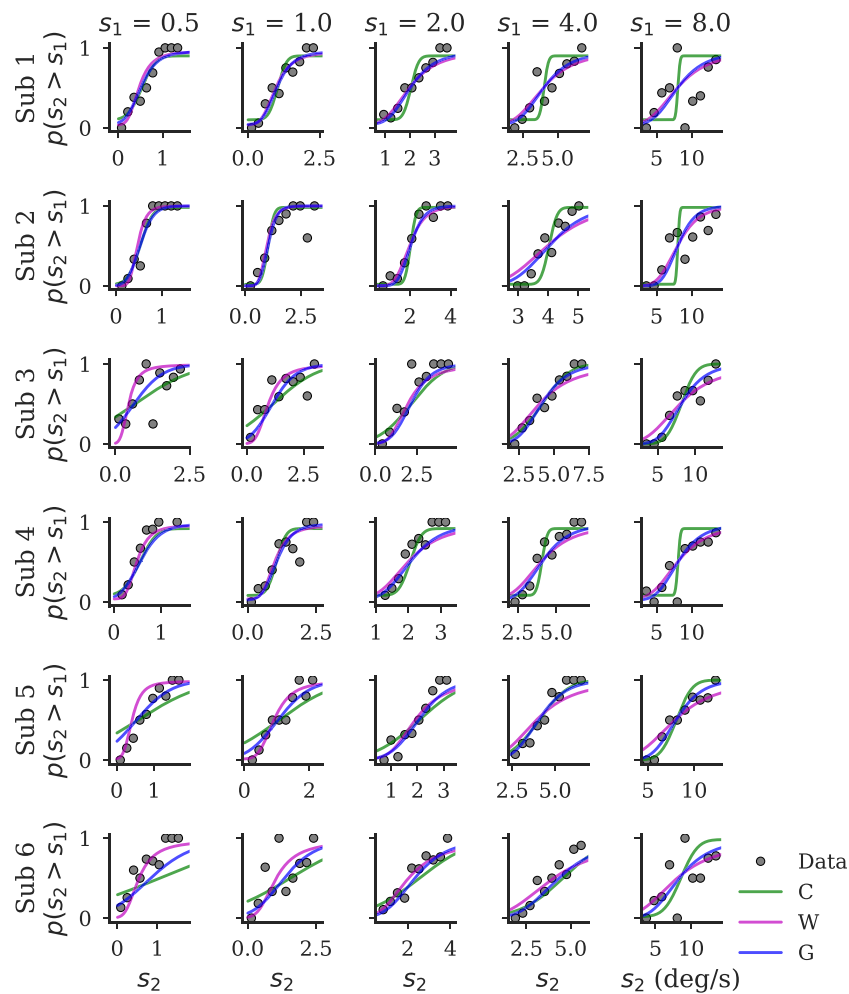 s₁ = 0.5 s₁ = 1.0 s₁ = 2.0 s₁ = 4.0 s₁ = 8.0
Sub 1
p(s₂ > s₁)
1
0
0 1
0.0 2.5
1 2 3
2.5 5.0
5 10
Sub 2
p(s₂ > s₁)
1
0
0 1
0.0 2.5
2 4
3 4 5
5 10
Sub 3
p(s₂ > s₁)
1
0
0.0 2.5
0.0 2.5
0.0 2.5
2.5 5.0 7.5
5 10
Sub 4
p(s₂ > s₁)
1
0
0 1
0.0 2.5
1 2 3
2.5 5.0
5 10
Sub 5
p(s₂ > s₁)
1
0
0 1
0 2
1 2 3
2.5 5.0
5 10
Sub 6
p(s₂ > s₁)
1
0
0 1
0.0 2.5
2 4
2.5 5.0
5 10
s₂ s₂ s₂ s₂ s₂ (deg/s)
Data
C
W
G